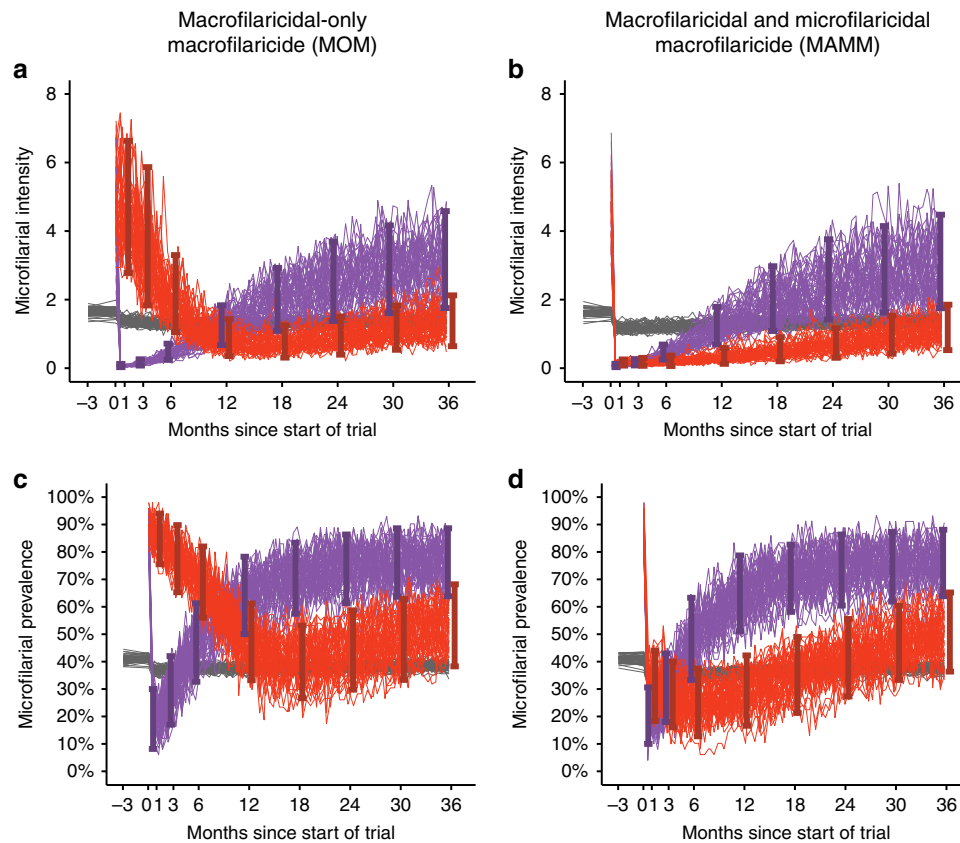 Macrofilaricidal-only
macrofilaricide (MOM)
Macrofilaricidal and microfilaricidal
macrofilaricide (MAMM)
a
Microfilarial intensity
8
6
4
2
0
–3 0 1 3 6 12 18 24 30 36
Months since start of trial
b
Microfilarial intensity
8
6
4
2
0
–3 0 1 3 6 12 18 24 30 36
Months since start of trial
c
Microfilarial prevalence
100%
90%
80%
70%
60%
50%
40%
30%
20%
10%
0%
–3 0 1 3 6 12 18 24 30 36
Months since start of trial
d
Microfilarial prevalence
100%
90%
80%
70%
60%
50%
40%
30%
20%
10%
0%
–3 0 1 3 6 12 18 24 30 36
Months since start of trial